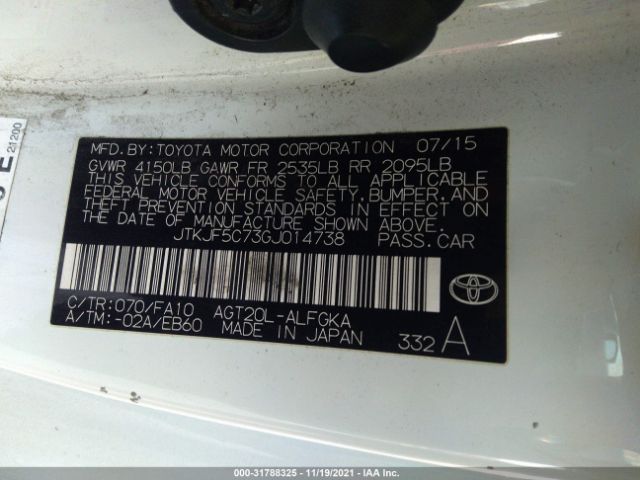 E
21200
MFD. BY: TOYOTA MOTOR CORPORATION 07/15
GVWR 4150LB GAWR FR 2535LB RR 2095LB
THIS VEHICLE CONFORMS TO ALL APPLICABLE
FEDERAL MOTOR VEHICLE SAFETY, BUMPER, AND
THEFT PREVENTION STANDARDS IN EFFECT ON
THE DATE OF MANUFACTURE SHOWN ABOVE.
JTKJF5C73GJ014738 PASS.CAR
C/TR: 070/FA10 AGT20L-ALFGKA
A/TM: -02A/EB60 MADE IN JAPAN 332 A
000-31788325 - 11/19/2021 - IAA Inc.